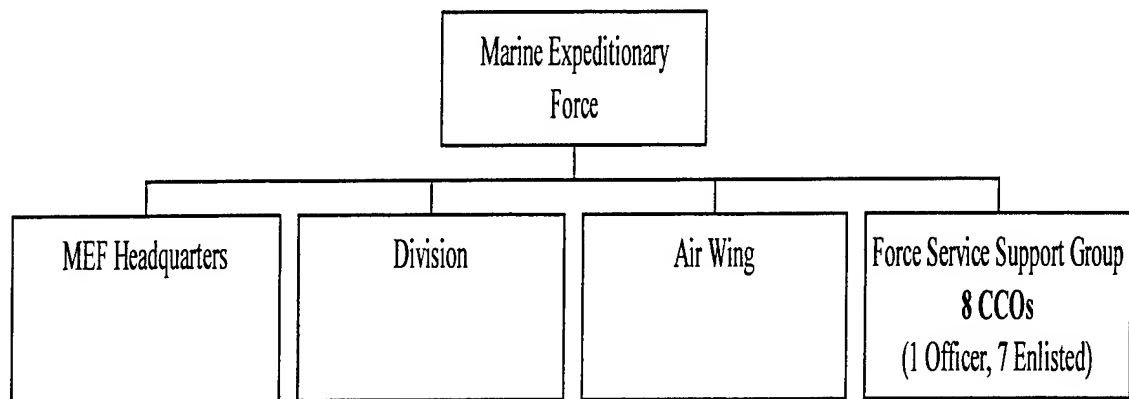 Marine Expeditionary
Force
MEF Headquarters
Division
Air Wing
Force Service Support Group
8 CCOs
(1 Officer, 7 Enlisted)